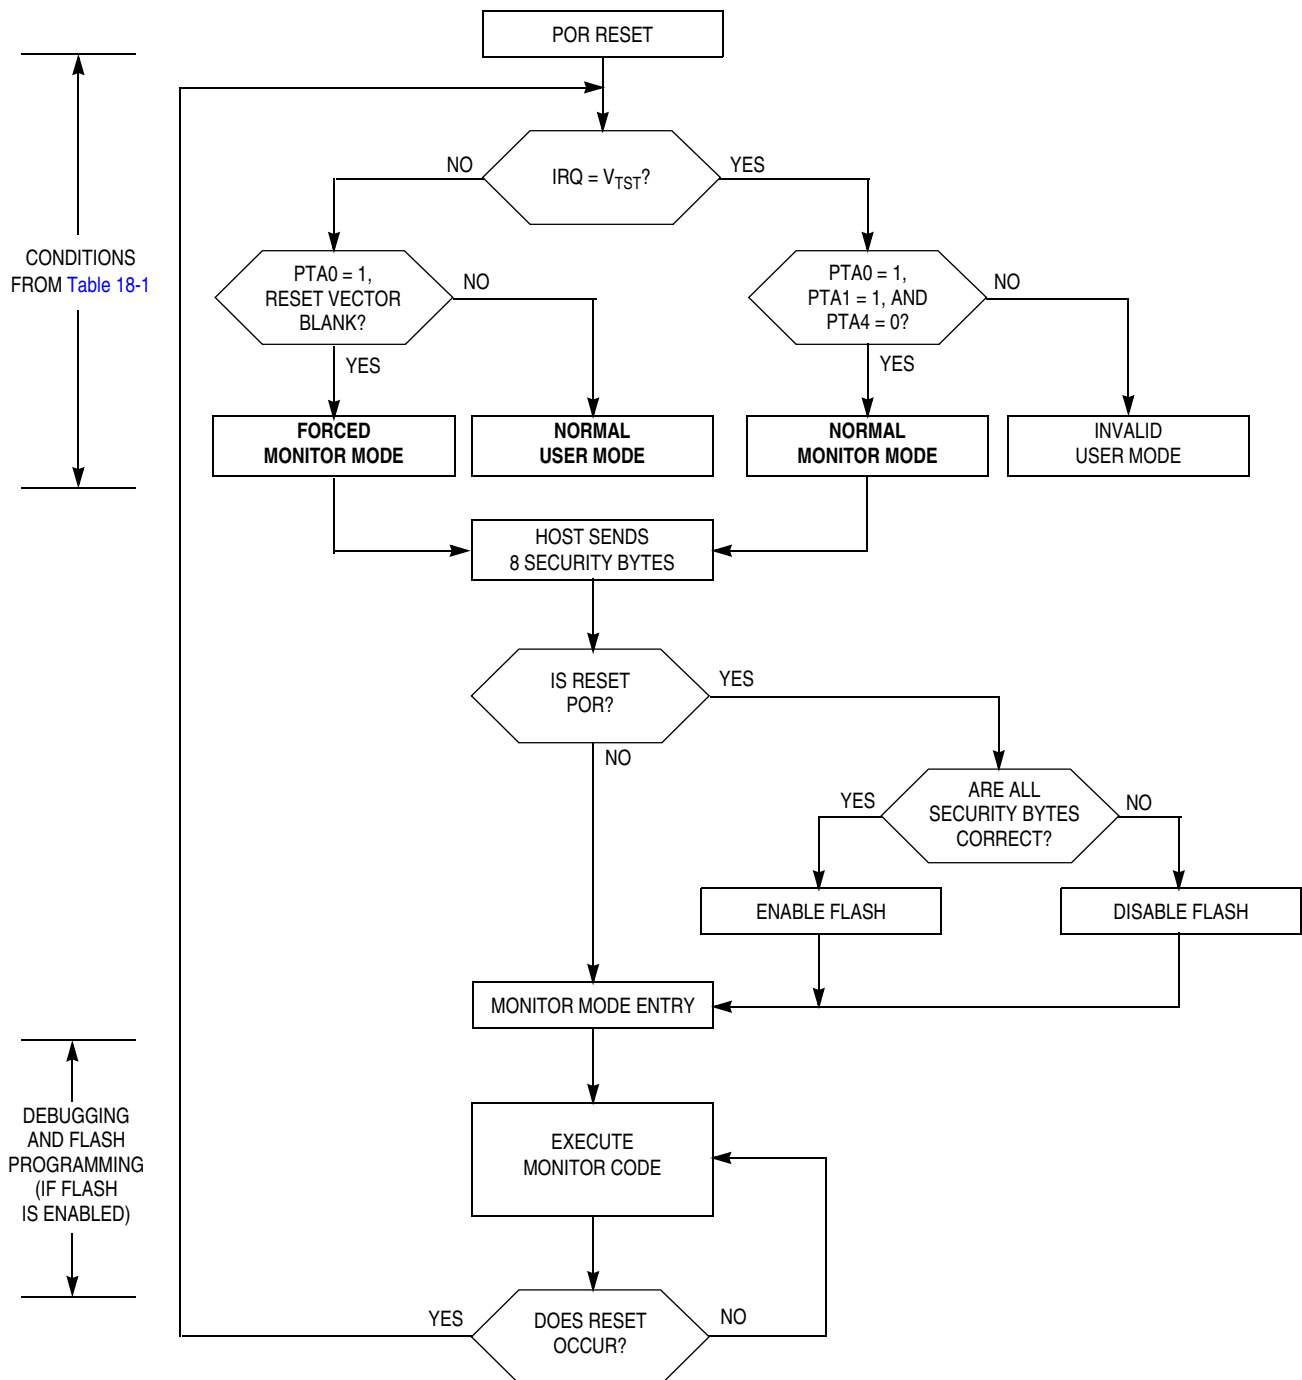 POR RESET
NO
IRQ = VTST?
YES
CONDITIONS
FROM Table 18-1
PTA0 = 1,
RESET VECTOR
BLANK?
NO
YES
PTA0 = 1,
PTA1 = 1, AND
PTA4 = 0?
NO
YES
FORCED
MONITOR MODE
NORMAL
USER MODE
NORMAL
MONITOR MODE
INVALID
USER MODE
HOST SENDS
8 SECURITY BYTES
IS RESET
POR?
YES
NO
YES
ARE ALL
SECURITY BYTES
CORRECT?
NO
ENABLE FLASH
DISABLE FLASH
MONITOR MODE ENTRY
DEBUGGING
AND FLASH
PROGRAMMING
(IF FLASH
IS ENABLED)
EXECUTE
MONITOR CODE
YES
DOES RESET
OCCUR?
NO